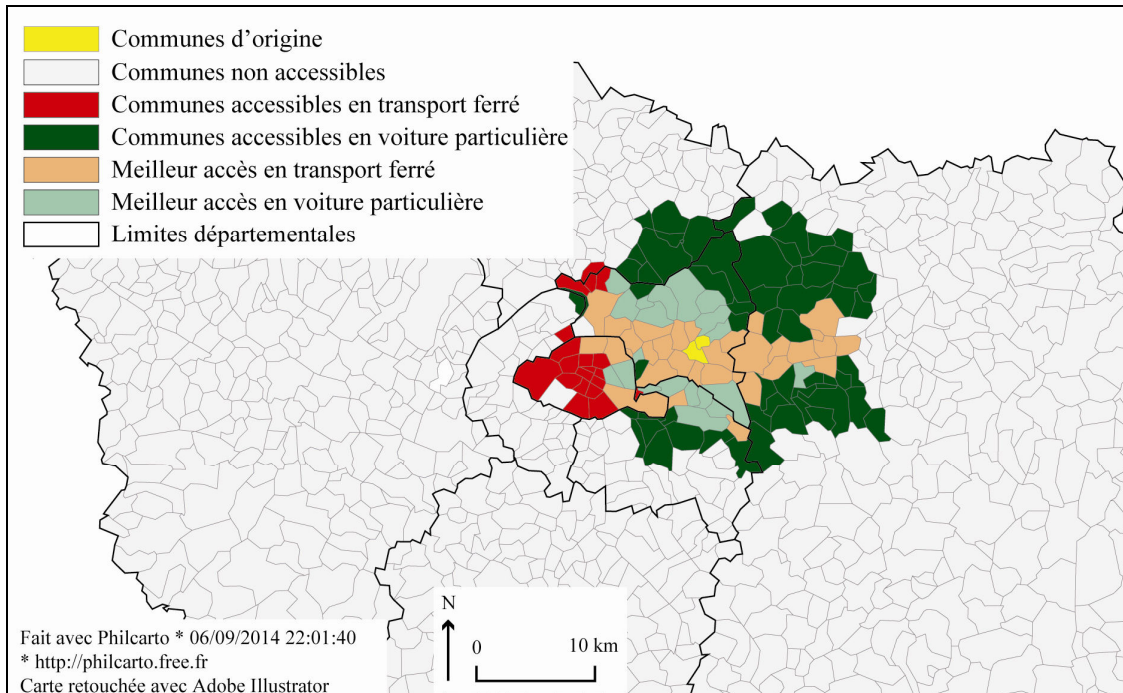 Communes d’origine
Communes non accessibles
Communes accessibles en transport ferré
Communes accessibles en voiture particulière
Meilleur accès en transport ferré
Meilleur accès en voiture particulière
Limites départementales
N
0 10 km
Fait avec Philcarto * 06/09/2014 22:01:40
* http://philcarto.free.fr
Carte retouchée avec Adobe Illustrator